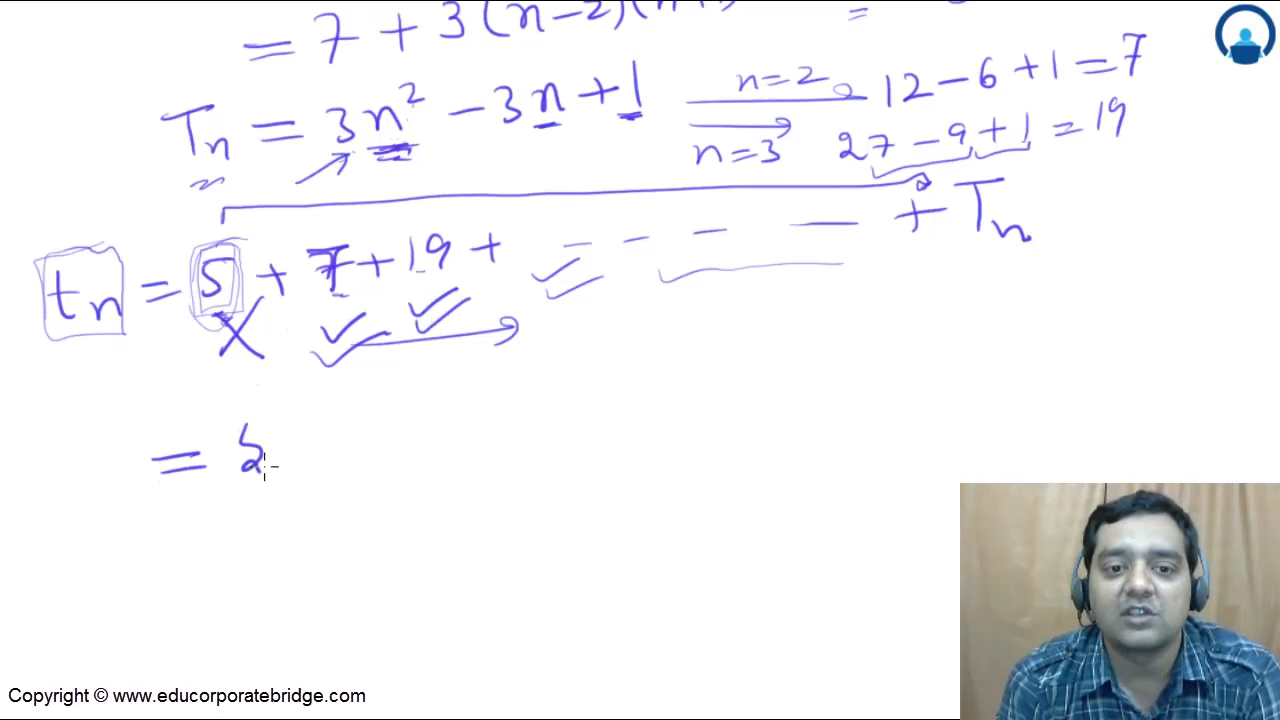 = 7 + 3(n-2)(n+1) =
Tn = 3n² - 3n + 1 n=2 12 - 6 + 1 = 7
n=3 27 - 9 + 1 = 19
tn = 5 + 7 + 19 + - - - — + Tn
=
Copyright © www.educorporatebridge.com